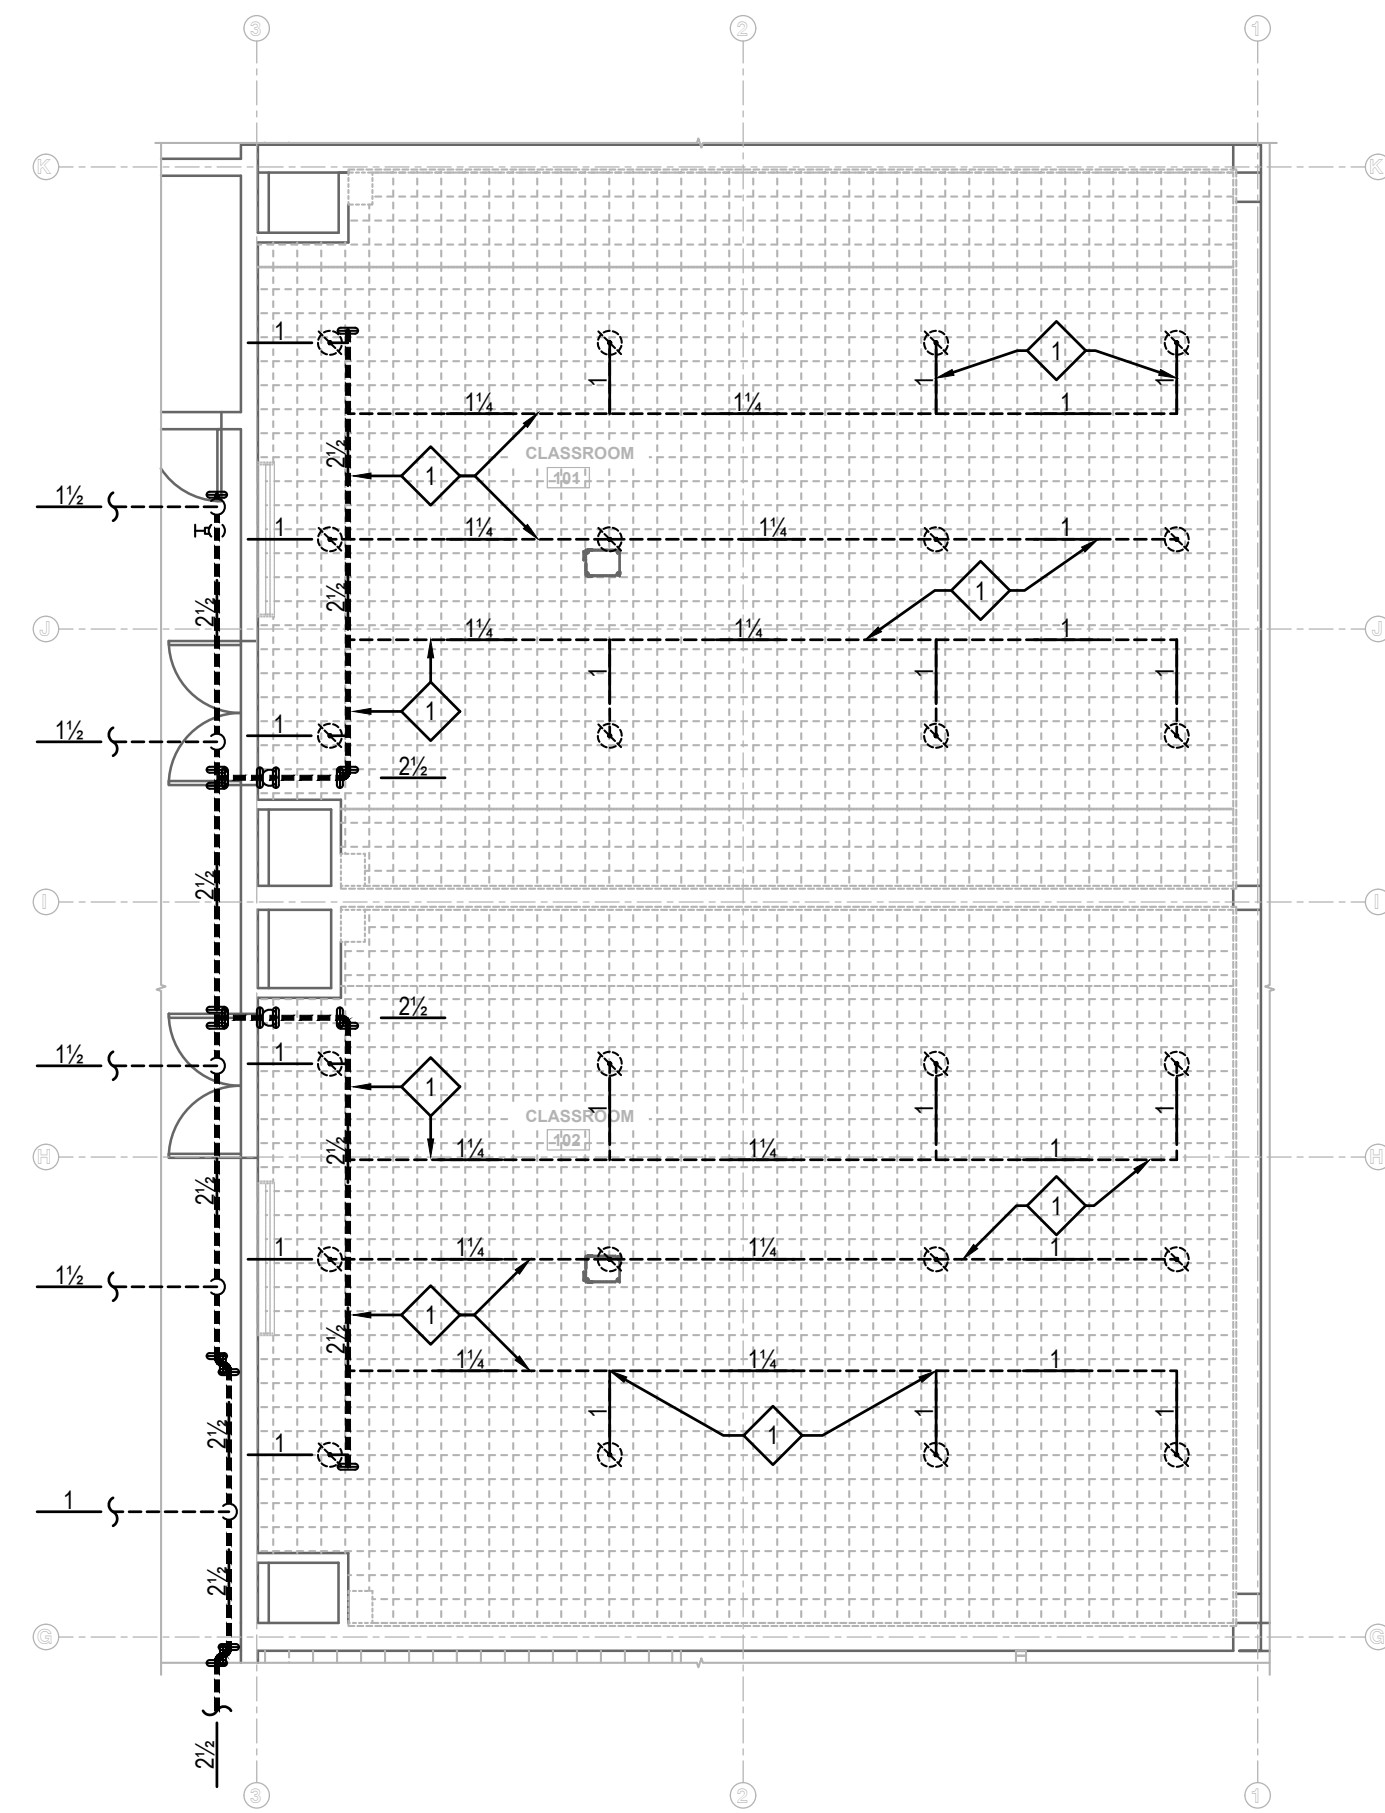 3 2 1
K K
1 1 1
1 1 1
1¼ 1¼ 1
2½ CLASSROOM
1 101
1½
1 1¼ 1¼ 1
2½ 2½ 1
J 1¼ 1¼ 1 J
1 1 1
1
1½ 1
2½ 2½
2½
I I
2½
1
1½ 1
1 1 1
CLASSROOM
102
2½ 1¼ 1¼ 1
H H
2½ 1
1 1¼ 1¼ 1
1½
1
2½
1¼ 1¼ 1
1 1 1
2½ 1
1
1
2½
G G
2½
3 2 1